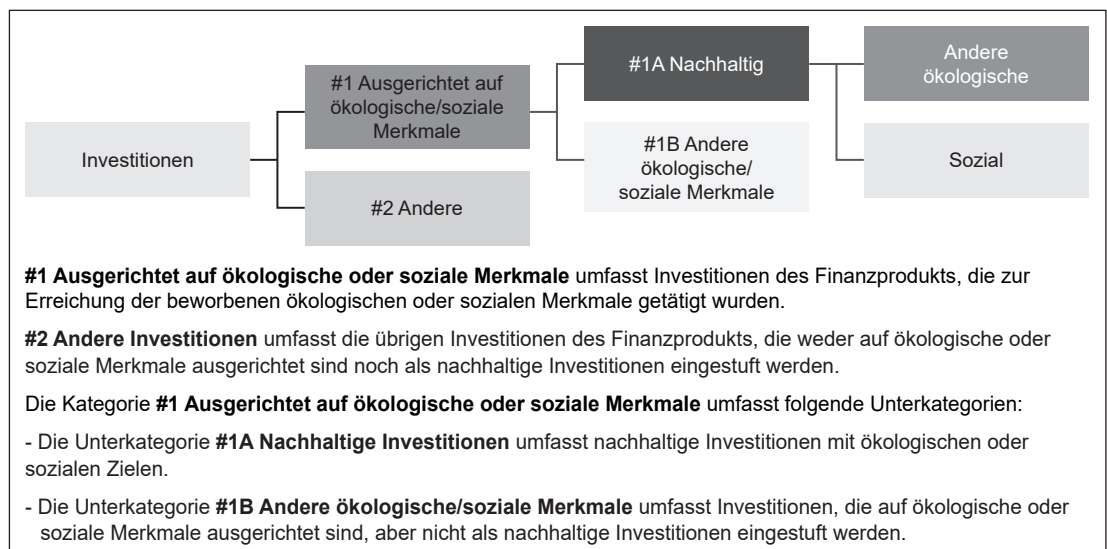 Investitionen
#1 Ausgerichtet auf
ökologische/soziale
Merkmale
#2 Andere
#1A Nachhaltig
#1B Andere
ökologische/
soziale Merkmale
Andere
ökologische
Sozial
#1 Ausgerichtet auf ökologische oder soziale Merkmale umfasst Investitionen des Finanzprodukts, die zur
Erreichung der beworbenen ökologischen oder sozialen Merkmale getätigt wurden.
#2 Andere Investitionen umfasst die übrigen Investitionen des Finanzprodukts, die weder auf ökologische oder
soziale Merkmale ausgerichtet sind noch als nachhaltige Investitionen eingestuft werden.
Die Kategorie #1 Ausgerichtet auf ökologische oder soziale Merkmale umfasst folgende Unterkategorien:
- Die Unterkategorie #1A Nachhaltige Investitionen umfasst nachhaltige Investitionen mit ökologischen oder
sozialen Zielen.
- Die Unterkategorie #1B Andere ökologische/soziale Merkmale umfasst Investitionen, die auf ökologische oder
soziale Merkmale ausgerichtet sind, aber nicht als nachhaltige Investitionen eingestuft werden.